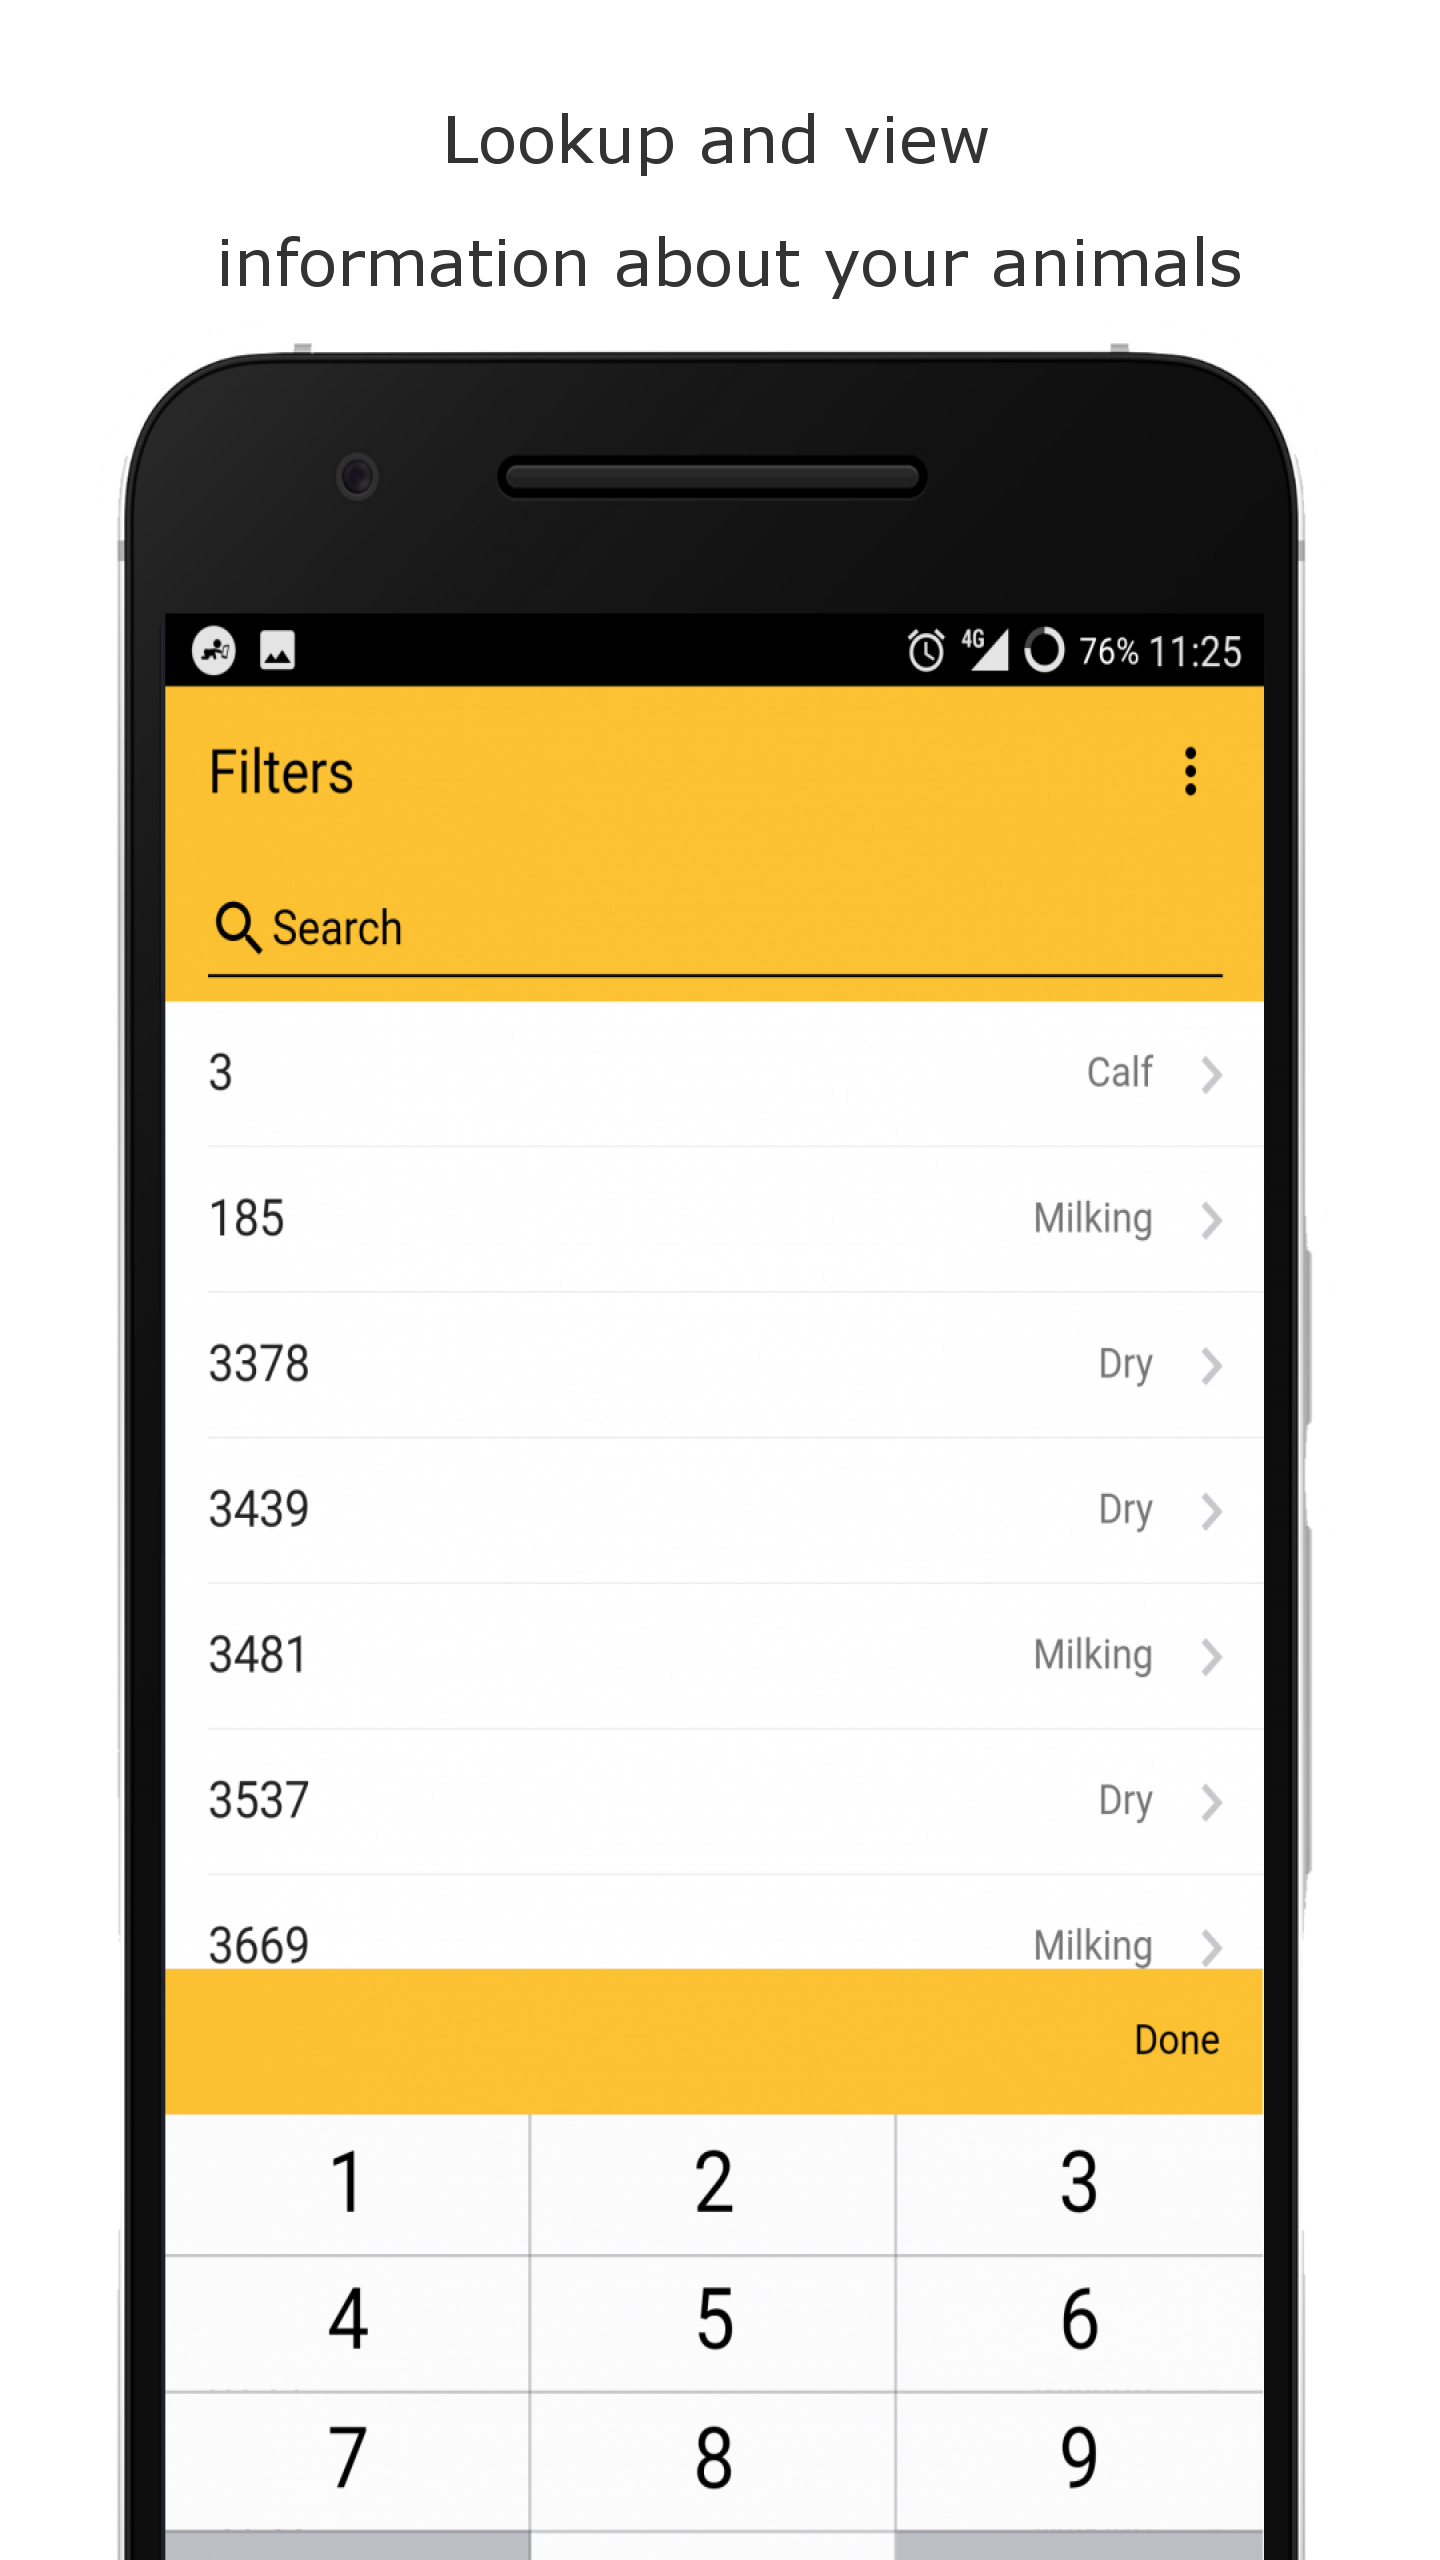 Lookup and view
information about your animals
4G 76% 11:25
Filters
Search
3 Calf
185 Milking
3378 Dry
3439 Dry
3481 Milking
3537 Dry
3669 Milking
Done
1 2 3
4 5 6
7 8 9